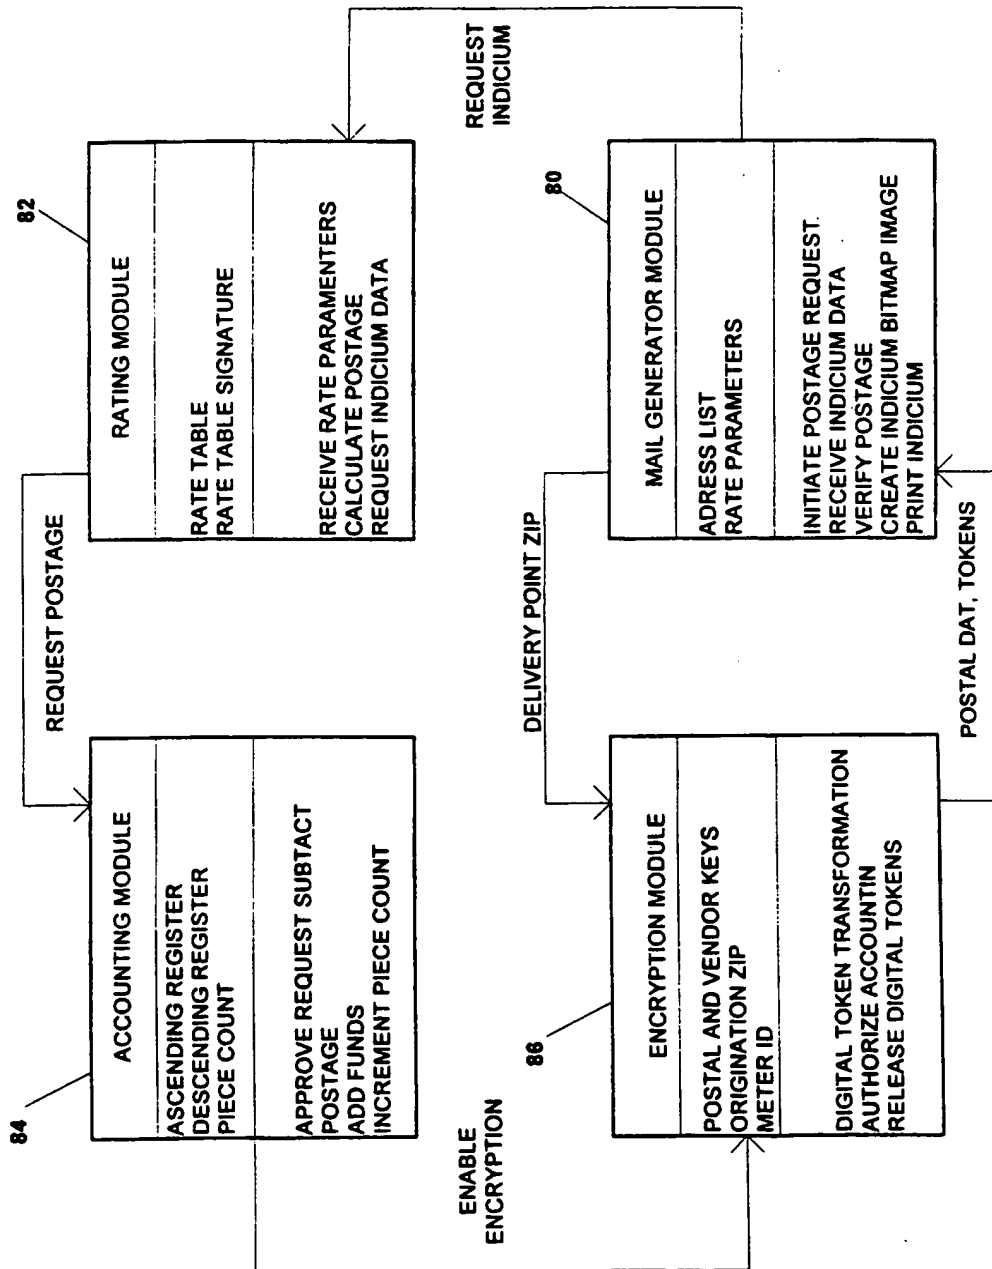 84
ACCOUNTING MODULE
ASCENDING REGISTER
DESCENDING REGISTER
PIECE COUNT
APPROVE REQUEST SUBTACT
POSTAGE
ADD FUNDS
INCREMENT PIECE COUNT
REQUEST POSTAGE
82
RATING MODULE
RATE TABLE
RATE TABLE SIGNATURE
RECEIVE RATE PARAMENTERS
CALCULATE POSTAGE
REQUEST INDICIUM DATA
ENABLE
ENCRYPTION
REQUEST
INDICIUM
86
ENCRYPTION MODULE
POSTAL AND VENDOR KEYS
ORIGINATION ZIP
METER ID
DIGITAL TOKEN TRANSFORMATION
AUTHORIZE ACCOUNTIN
RELEASE DIGITAL TOKENS
DELIVERY POINT ZIP
80
MAIL GENERATOR MODULE
ADRESS LIST
RATE PARAMETERS
INITIATE POSTAGE REQUEST.
RECEIVE INDICIUM DATA
VERIFY POSTAGE
CREATE INDICIUM BITMAP IMAGE
PRINT INDICIUM
POSTAL DAT, TOKENS